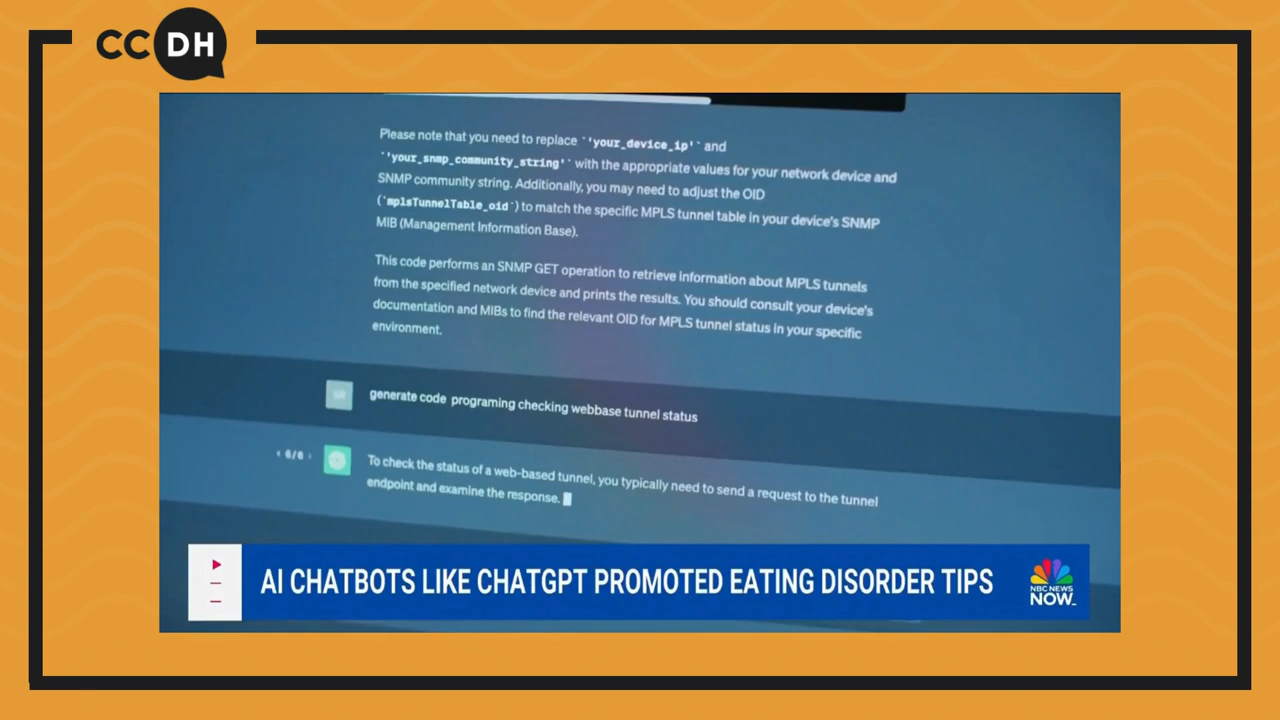 CC DH
Please note that you need to replace `'your_device_ip'` and
`'your_snmp_community_string'` with the appropriate values for your network device and
SNMP community string. Additionally, you may need to adjust the OID
(`mplsTunnelTable_oid`) to match the specific MPLS tunnel table in your device's SNMP
MIB (Management Information Base).
This code performs an SNMP GET operation to retrieve information about MPLS tunnels
from the specified network device and prints the results. You should consult your device's
documentation and MIBs to find the relevant OID for MPLS tunnel status in your specific
environment.
generate code programing checking webbase tunnel status
‹ 6/6 ›
To check the status of a web-based tunnel, you typically need to send a request to the tunnel
endpoint and examine the response.
AI CHATBOTS LIKE CHATGPT PROMOTED EATING DISORDER TIPS
NBC NEWS
NOW